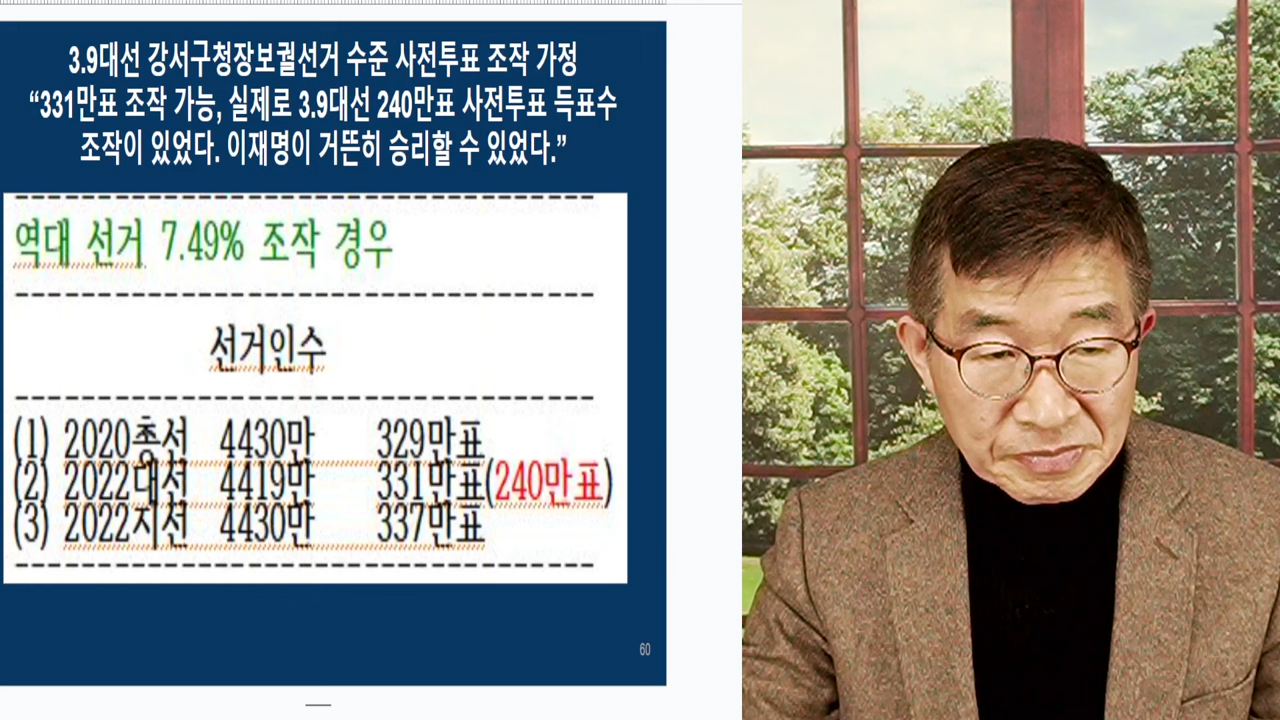 3.9대선 강서구청장보궐선거 수준 사전투표 조작 가정
“331만표 조작 가능, 실제로 3.9대선 240만표 사전투표 득표수
조작이 있었다. 이재명이 거뜬히 승리할 수 있었다.”
역대 선거 7.49% 조작 경우
선거인수
(1) 2020총선 4430만 329만표
(2) 2022대선 4419만 331만표(240만표)
(3) 2022지선 4430만 337만표
60